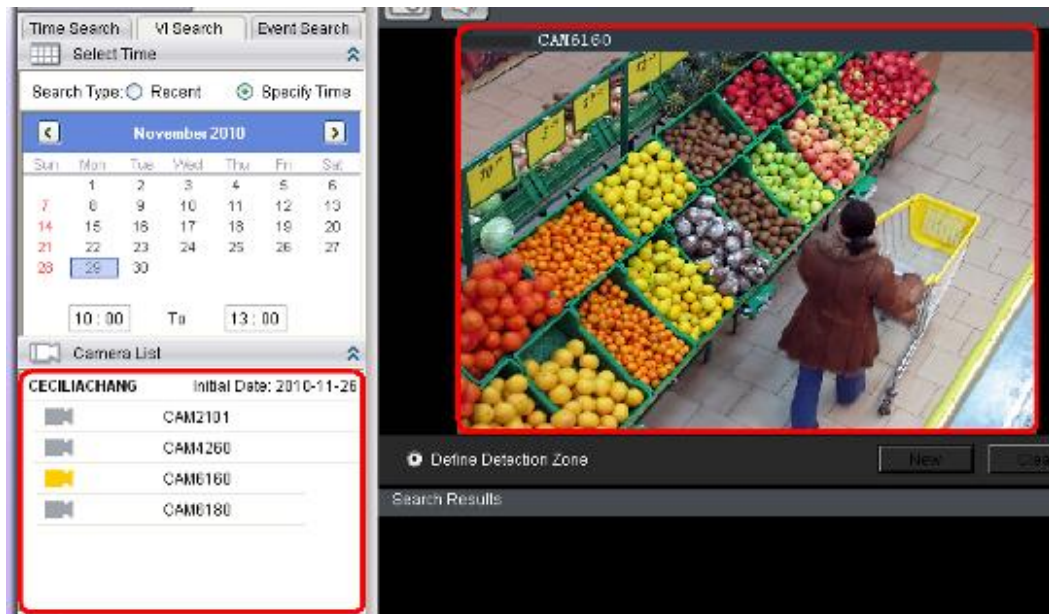 Time Search VI Search Event Search
Select Time
Search Type: Recent Specify Time
November 2010
Sun Mon Tue Wed Thu Fri Sat
1 2 3 4 5 6
7 8 9 10 11 12 13
14 15 16 17 18 19 20
21 22 23 24 25 26 27
28 29 30
10 : 00 To 13 : 00
Camera List
CECILIACHANG Initial Date: 2010-11-26
CAM2101
CAM4260
CAM6160
CAM6180
CAM6160
Define Detection Zone New Clea
Search Results